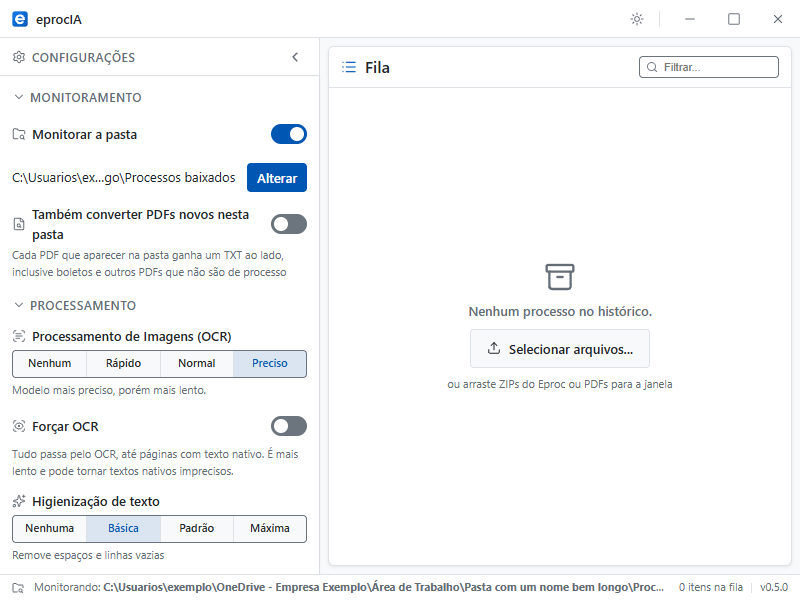 eprocIA
CONFIGURAÇÕES
MONITORAMENTO
Monitorar a pasta
C:\Usuarios\ex...go\Processos baixados
Alterar
Também converter PDFs novos nesta
pasta
Cada PDF que aparecer na pasta ganha um TXT ao lado,
inclusive boletos e outros PDFs que não são de processo
PROCESSAMENTO
Processamento de Imagens (OCR)
Nenhum Rápido Normal Preciso
Modelo mais preciso, porém mais lento.
Forçar OCR
Tudo passa pelo OCR, até páginas com texto nativo. É mais
lento e pode tornar textos nativos imprecisos.
Higienização de texto
Nenhuma Básica Padrão Máxima
Remove espaços e linhas vazias
Fila
Filtrar...
Nenhum processo no histórico.
Selecionar arquivos...
ou arraste ZIPs do Eproc ou PDFs para a janela
Monitorando: C:\Usuarios\exemplo\OneDrive - Empresa Exemplo\Área de Trabalho\Pasta com um nome bem longo\Proc...
0 itens na fila
v0.5.0